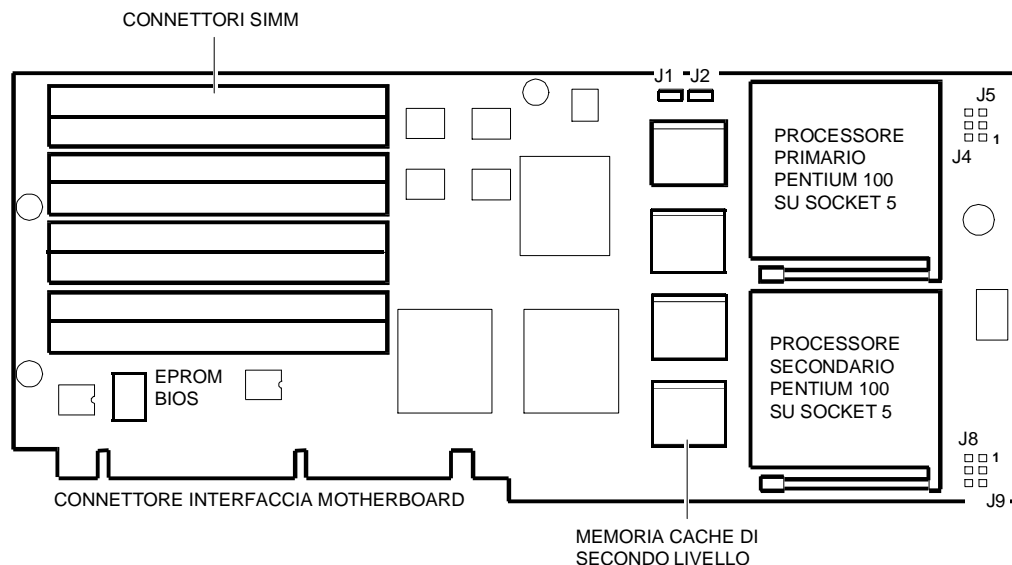 CONNETTORI SIMM
J1 J2
J5
1
J4
PROCESSORE
PRIMARIO
PENTIUM 100
SU SOCKET 5
PROCESSORE
SECONDARIO
PENTIUM 100
SU SOCKET 5
EPROM
BIOS
J8
1
J9
CONNETTORE INTERFACCIA MOTHERBOARD
MEMORIA CACHE DI
SECONDO LIVELLO